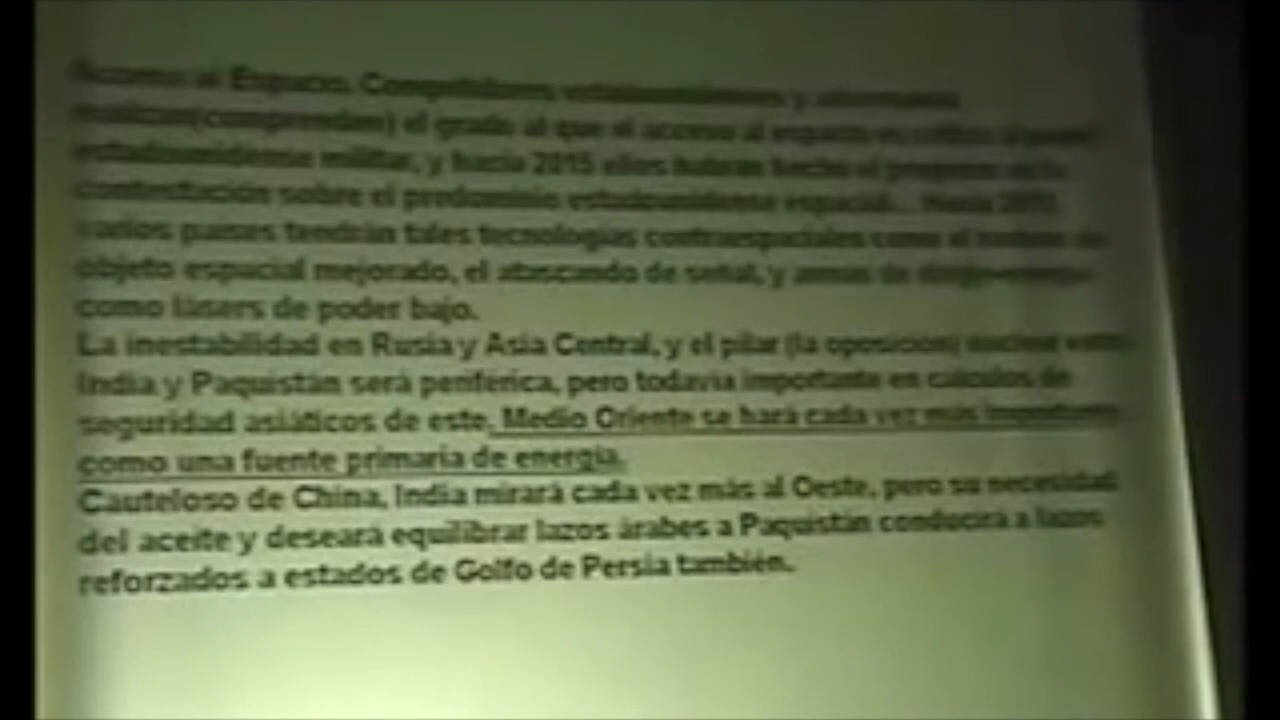 Acceso al Espacio. Competidores estadounidenses y adversarios
realizan(comprenden) el grado al que el acceso al espacio es crítico al poder
estadounidense militar, y hacia 2015 ellos habrán hecho el progreso en la
contestación sobre el predominio estadounidense espacial... Hacia 2015,
varios países tendrán tales tecnologías contraespaciales como el
objeto espacial mejorado, el atascando de señal, y armas de
como lásers de poder bajo.
La inestabilidad en Rusia y Asia Central, y el pilar (la oposición) nuclear entre
India y Paquistán será periférica, pero todavía importante en cálculos de
seguridad asiáticos de este. Medio Oriente se hará cada vez más importante
como una fuente primaria de energía.
Cauteloso de China, India mirará cada vez más al Oeste, pero su necesidad
del aceite y deseará equilibrar lazos árabes a Paquistán conducirá a lazos
reforzados a estados de Golfo de Persia también.